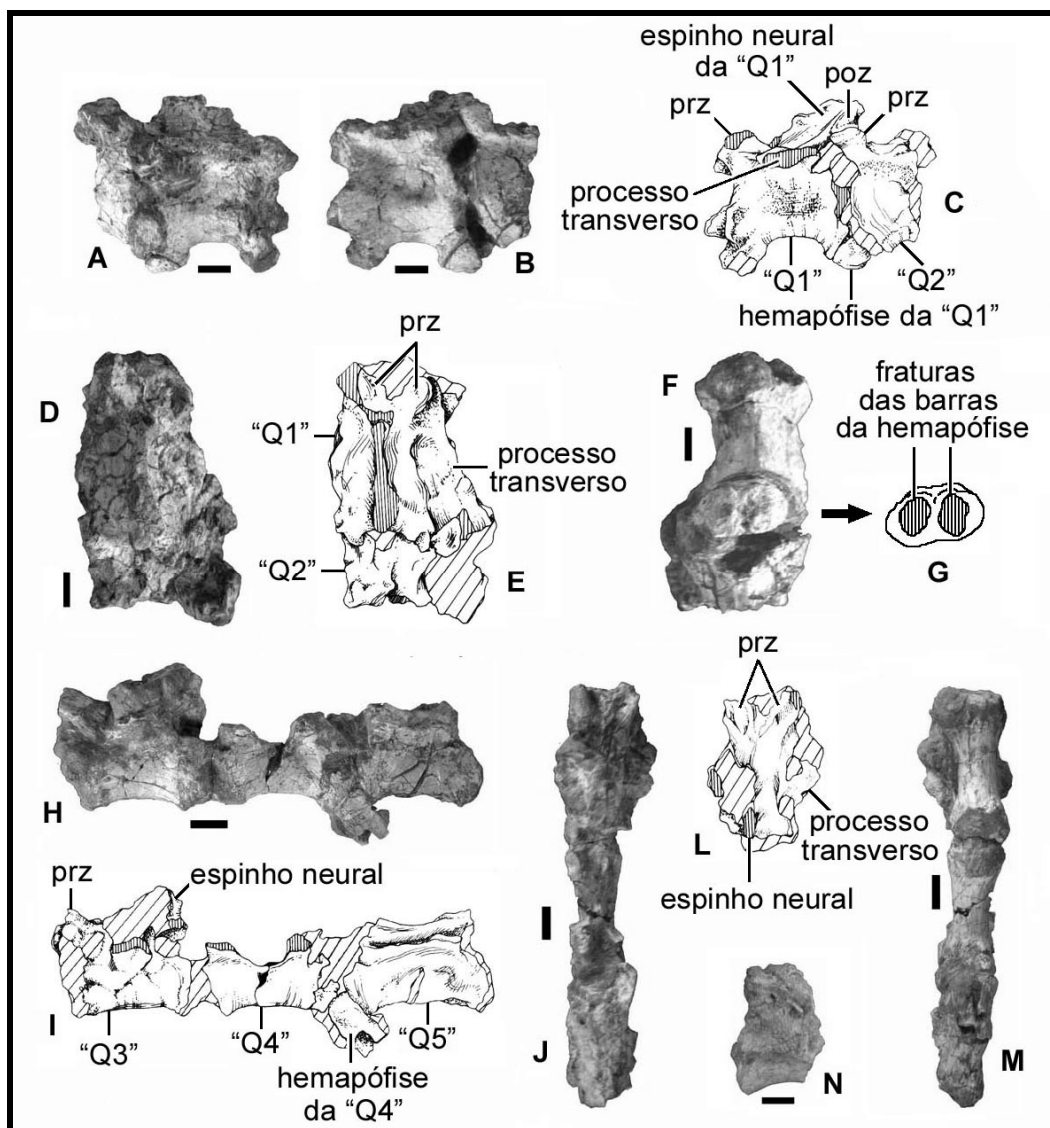 espinho neural
da “Q1”
poz
prz
prz
processo
transverso
A
B
C
“Q1”
“Q2”
hemapófise da “Q1”
prz
D
“Q1”
processo
transverso
“Q2”
E
F
fraturas
das barras
da hemapófise
G
H
prz
espinho neural
I
“Q3”
“Q4”
“Q5”
hemapófise
da “Q4”
J
prz
L
processo
transverso
espinho neural
N
M